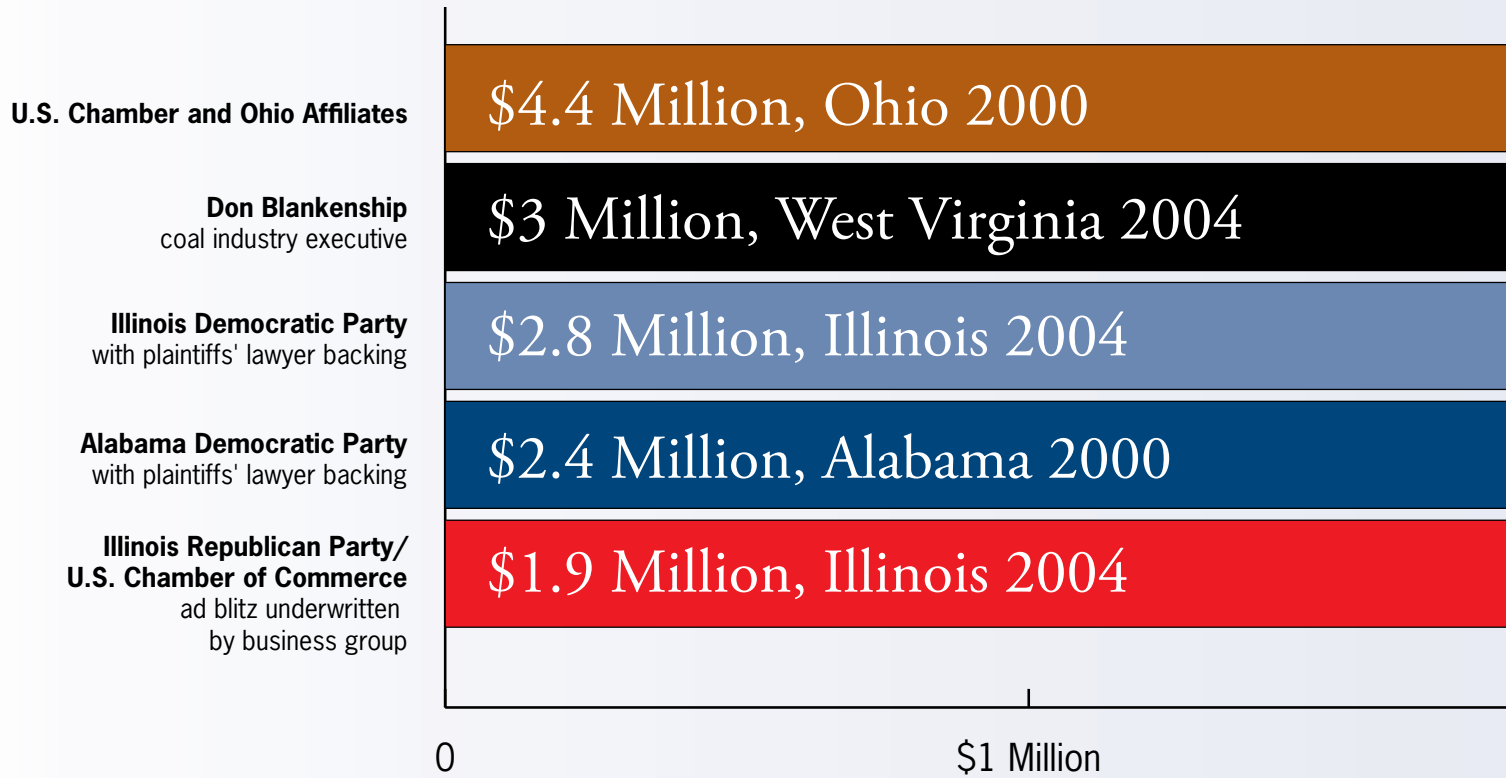 U.S. Chamber and Ohio Affiliates
$4.4 Million, Ohio 2000
Don Blankenship
coal industry executive
$3 Million, West Virginia 2004
Illinois Democratic Party
with plaintiffs' lawyer backing
$2.8 Million, Illinois 2004
Alabama Democratic Party
with plaintiffs' lawyer backing
$2.4 Million, Alabama 2000
Illinois Republican Party/
U.S. Chamber of Commerce
ad blitz underwritten
by business group
$1.9 Million, Illinois 2004
0
$1 Million